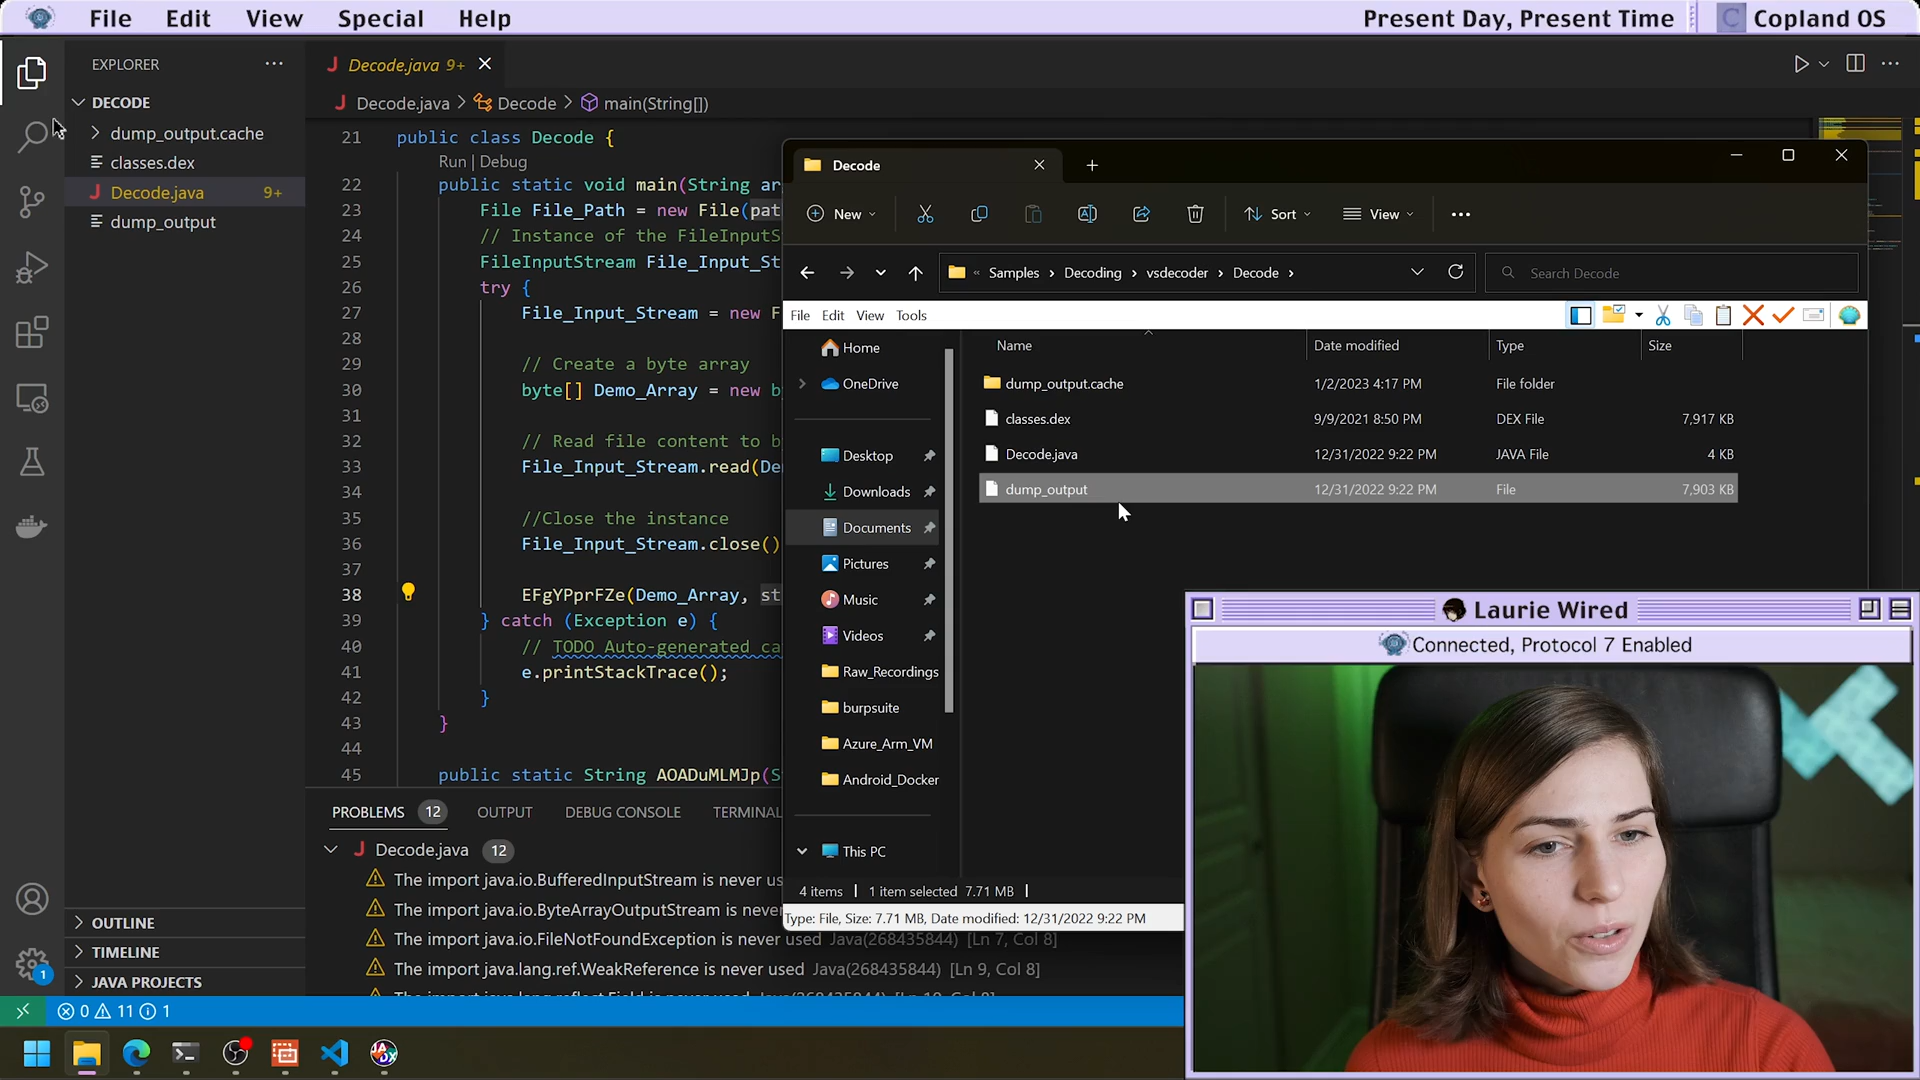 File Edit View Special Help
Present Day, Present Time
Copland OS
EXPLORER
DECODE
dump_output.cache
classes.dex
Decode.java 9+
dump_output
OUTLINE
TIMELINE
JAVA PROJECTS
1
Decode.java 9+
Decode.java > Decode > main(String[])
21 public class Decode {
Run | Debug
22 public static void main(String ar
23 File File_Path = new File(pat
24 // Instance of the FileInputS
25 FileInputStream File_Input_St
26 try {
27 File_Input_Stream = new F
28
29 // Create a byte array
30 byte[] Demo_Array = new b
31
32 // Read file content to b
33 File_Input_Stream.read(De
34
35 //Close the instance
36 File_Input_Stream.close()
37
38 EFgYPprFZe(Demo_Array, st
39 } catch (Exception e) {
40 // TODO Auto-generated ca
41 e.printStackTrace();
42 }
43 }
44
45 public static String AOADuMLMJp(S
PROBLEMS 12 OUTPUT DEBUG CONSOLE TERMINAL
Decode.java 12
The import java.io.BufferedInputStream is never us
The import java.io.ByteArrayOutputStream is never
The import java.io.FileNotFoundException is never used Java(268435844) [Ln 7, Col 8]
The import java.lang.ref.WeakReference is never used Java(268435844) [Ln 9, Col 8]
0 11 1
Decode
New Sort View
« Samples > Decoding > vsdecoder > Decode >
Search Decode
File Edit View Tools
Home
OneDrive
Desktop
Downloads
Documents
Pictures
Music
Videos
Raw_Recordings
burpsuite
Azure_Arm_VM
Android_Docker
This PC
Name Date modified Type Size
dump_output.cache 1/2/2023 4:17 PM File folder
classes.dex 9/9/2021 8:50 PM DEX File 7,917 KB
Decode.java 12/31/2022 9:22 PM JAVA File 4 KB
dump_output 12/31/2022 9:22 PM File 7,903 KB
4 items | 1 item selected 7.71 MB |
Type: File, Size: 7.71 MB, Date modified: 12/31/2022 9:22 PM
Laurie Wired
Connected, Protocol 7 Enabled